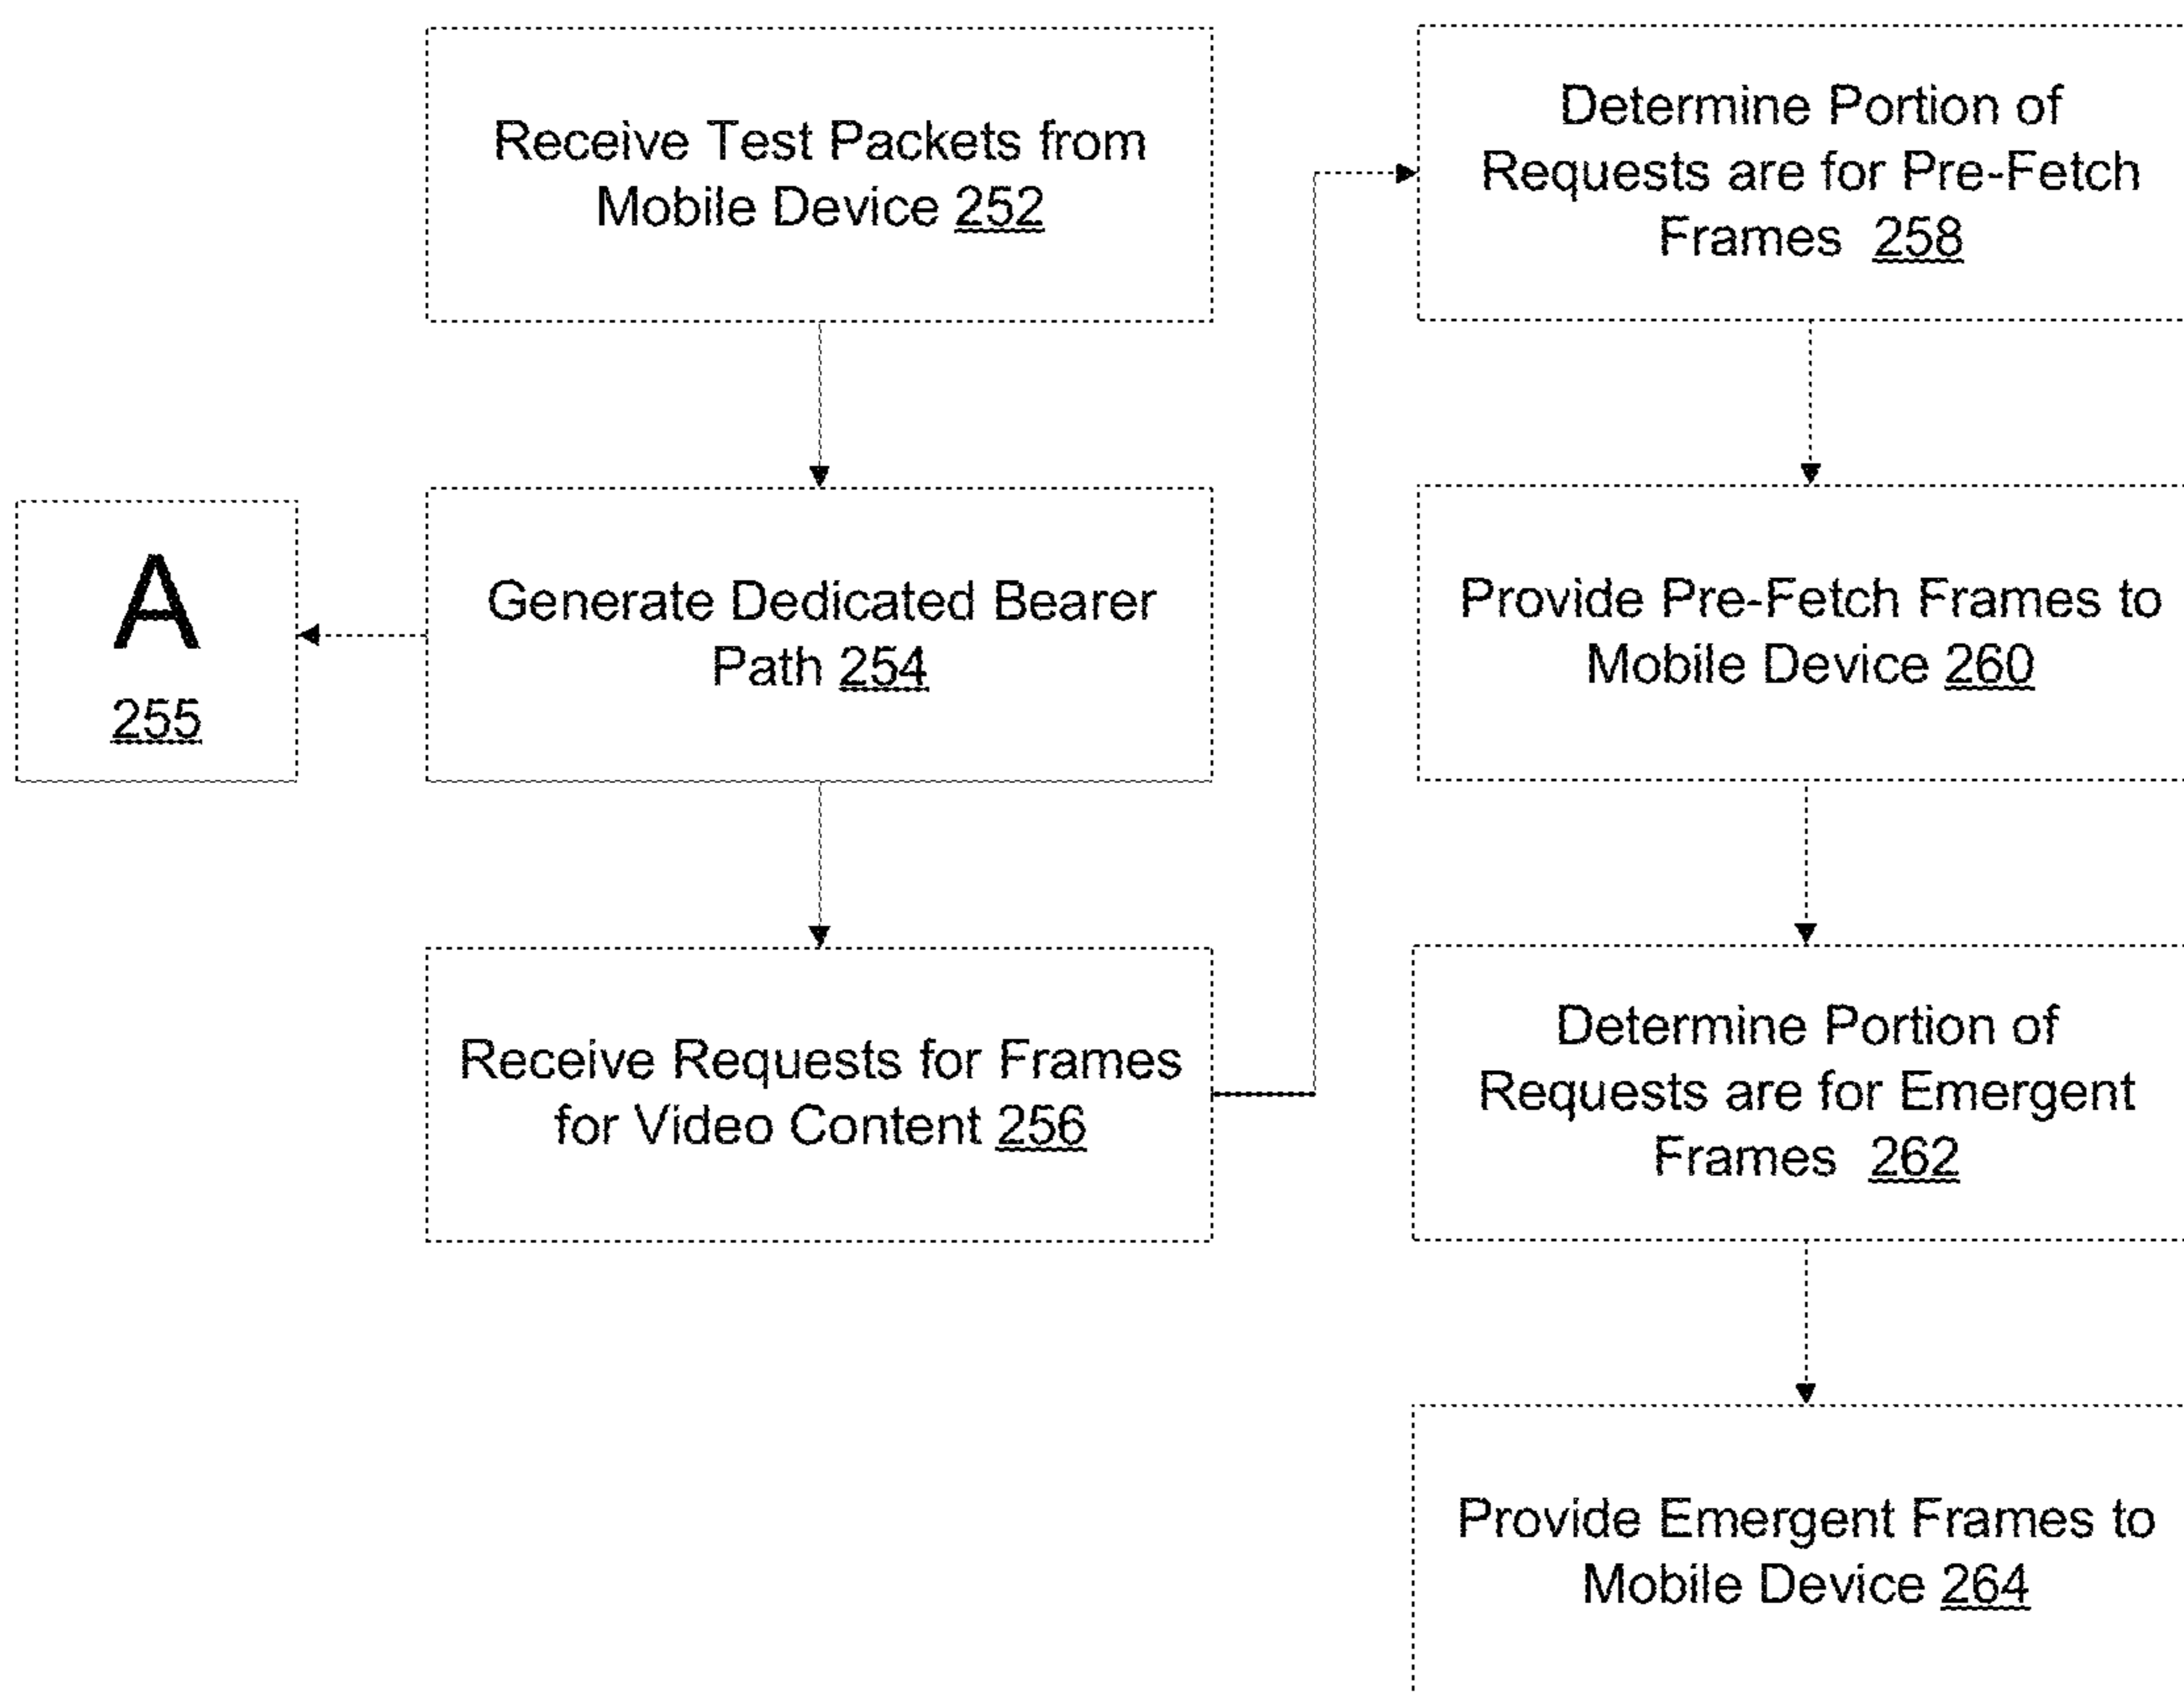 Receive Test Packets from
Mobile Device 252
Generate Dedicated Bearer
Path 254
A
255
Receive Requests for Frames
for Video Content 256
Determine Portion of
Requests are for Pre-Fetch
Frames 258
Provide Pre-Fetch Frames to
Mobile Device 260
Determine Portion of
Requests are for Emergent
Frames 262
Provide Emergent Frames to
Mobile Device 264